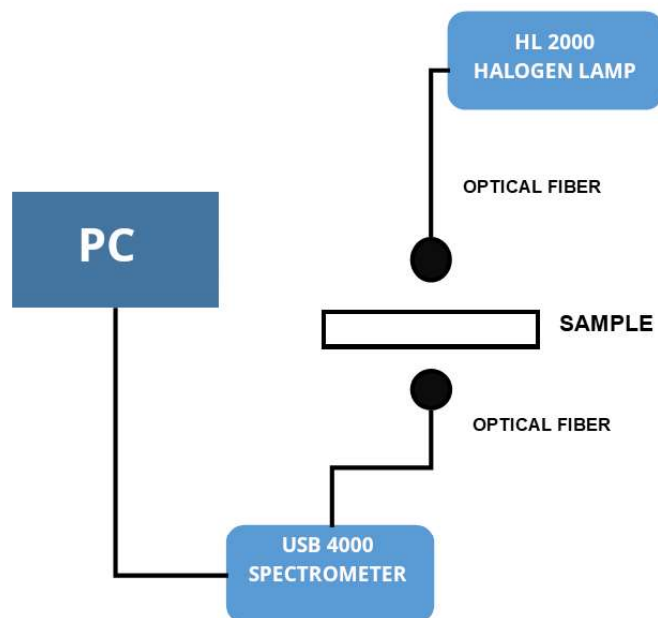 HL 2000
HALOGEN LAMP
OPTICAL FIBER
PC
SAMPLE
OPTICAL FIBER
USB 4000
SPECTROMETER